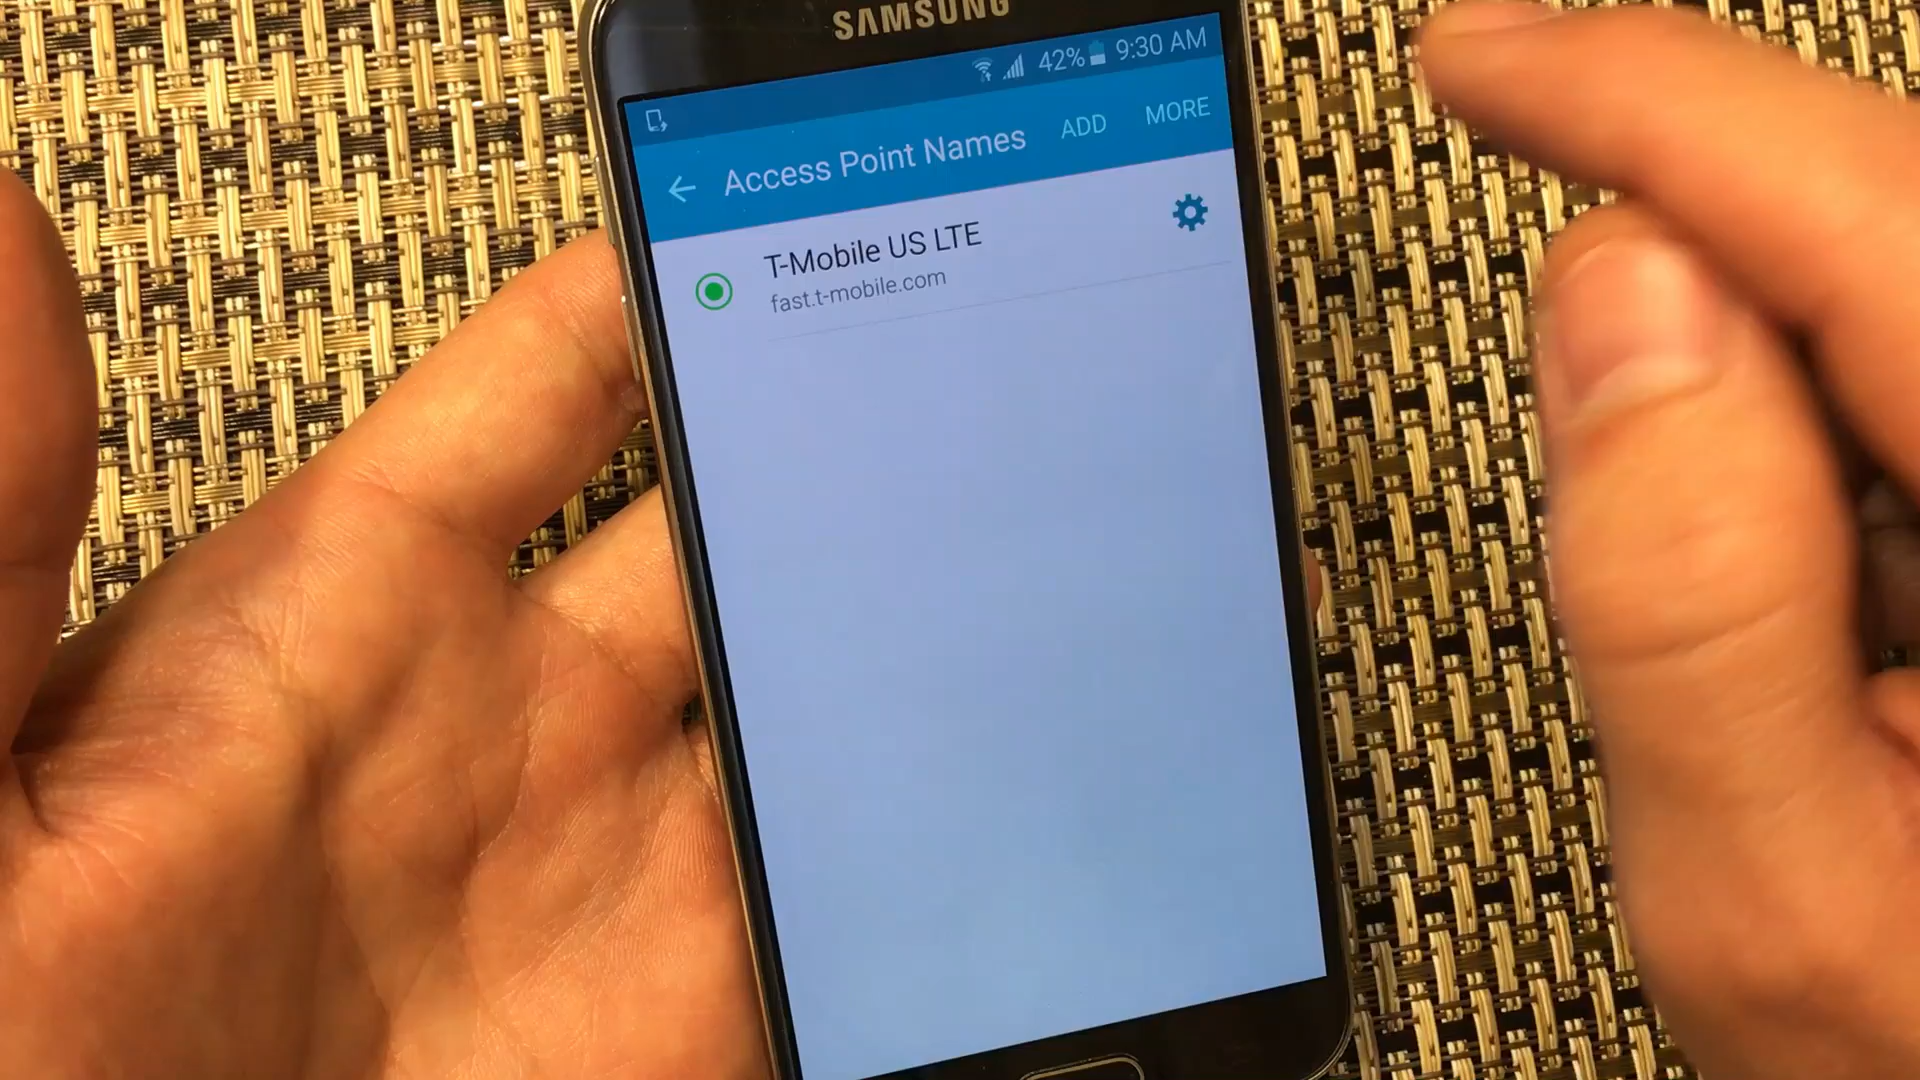 SAMSUNG
42% 9:30 AM
Access Point Names ADD MORE
T-Mobile US LTE
fast.t-mobile.com